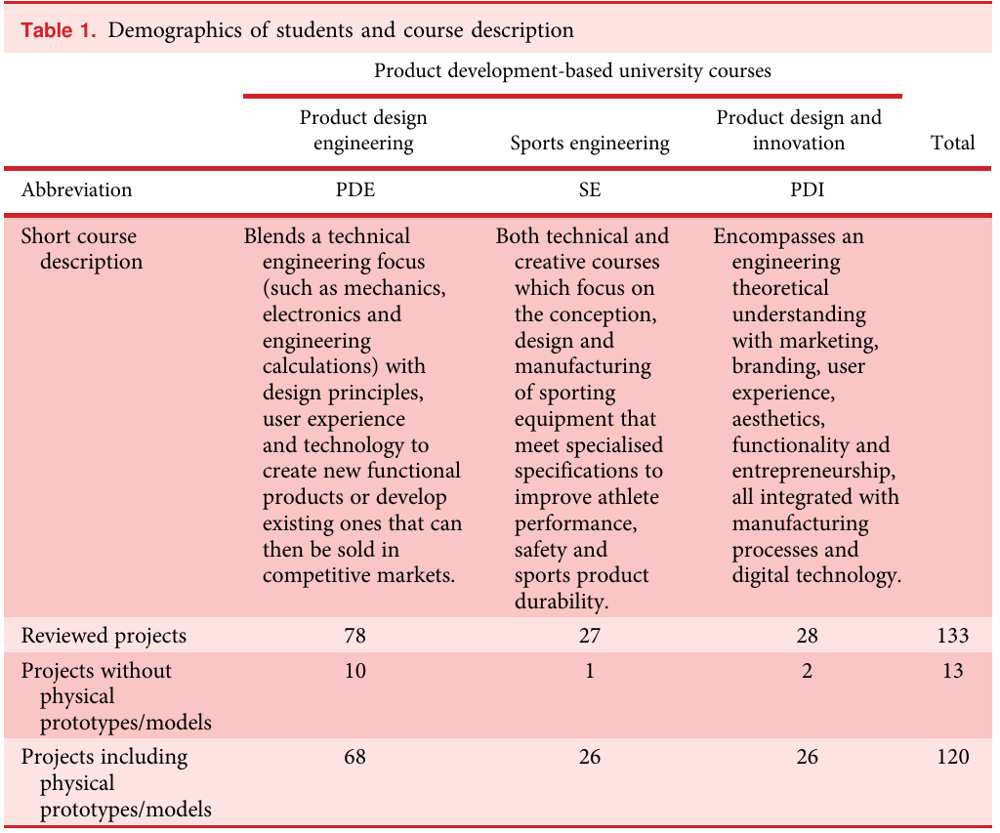 Table 1. Demographics of students and course description
Product development-based university courses
Product design
engineering
Sports engineering
Product design and
innovation
Total
Abbreviation
PDE
SE
PDI
Short course
description
Blends a technical
engineering focus
(such as mechanics,
electronics and
engineering
calculations) with
design principles,
user experience
and technology to
create new functional
products or develop
existing ones that can
then be sold in
competitive markets.
Both technical and
creative courses
which focus on
the conception,
design and
manufacturing
of sporting
equipment that
meet specialised
specifications to
improve athlete
performance,
safety and
sports product
durability.
Encompasses an
engineering
theoretical
understanding
with marketing,
branding, user
experience,
aesthetics,
functionality and
entrepreneurship,
all integrated with
manufacturing
processes and
digital technology.
Reviewed projects
78
27
28
133
Projects without
physical
prototypes/models
10
1
2
13
Projects including
physical
prototypes/models
68
26
26
120